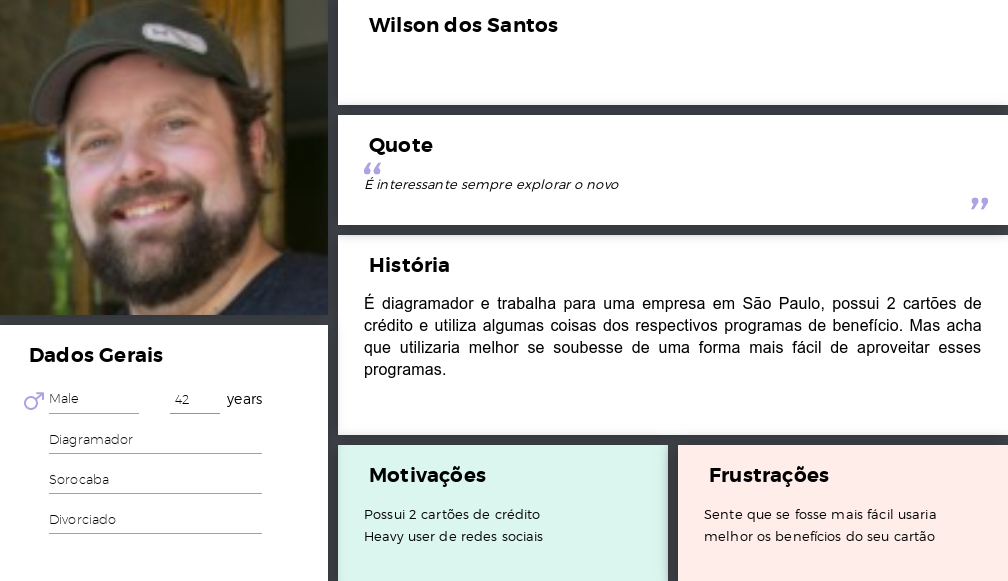 Wilson dos Santos
Quote
“
É interessante sempre explorar o novo
”
História
É diagramador e trabalha para uma empresa em São Paulo, possui 2 cartões de
crédito e utiliza algumas coisas dos respectivos programas de benefício. Mas acha
que utilizaria melhor se soubesse de uma forma mais fácil de aproveitar esses
programas.
Dados Gerais
Male 42 years
Diagramador
Sorocaba
Divorciado
Motivações
Possui 2 cartões de crédito
Heavy user de redes sociais
Frustrações
Sente que se fosse mais fácil usaria
melhor os benefícios do seu cartão